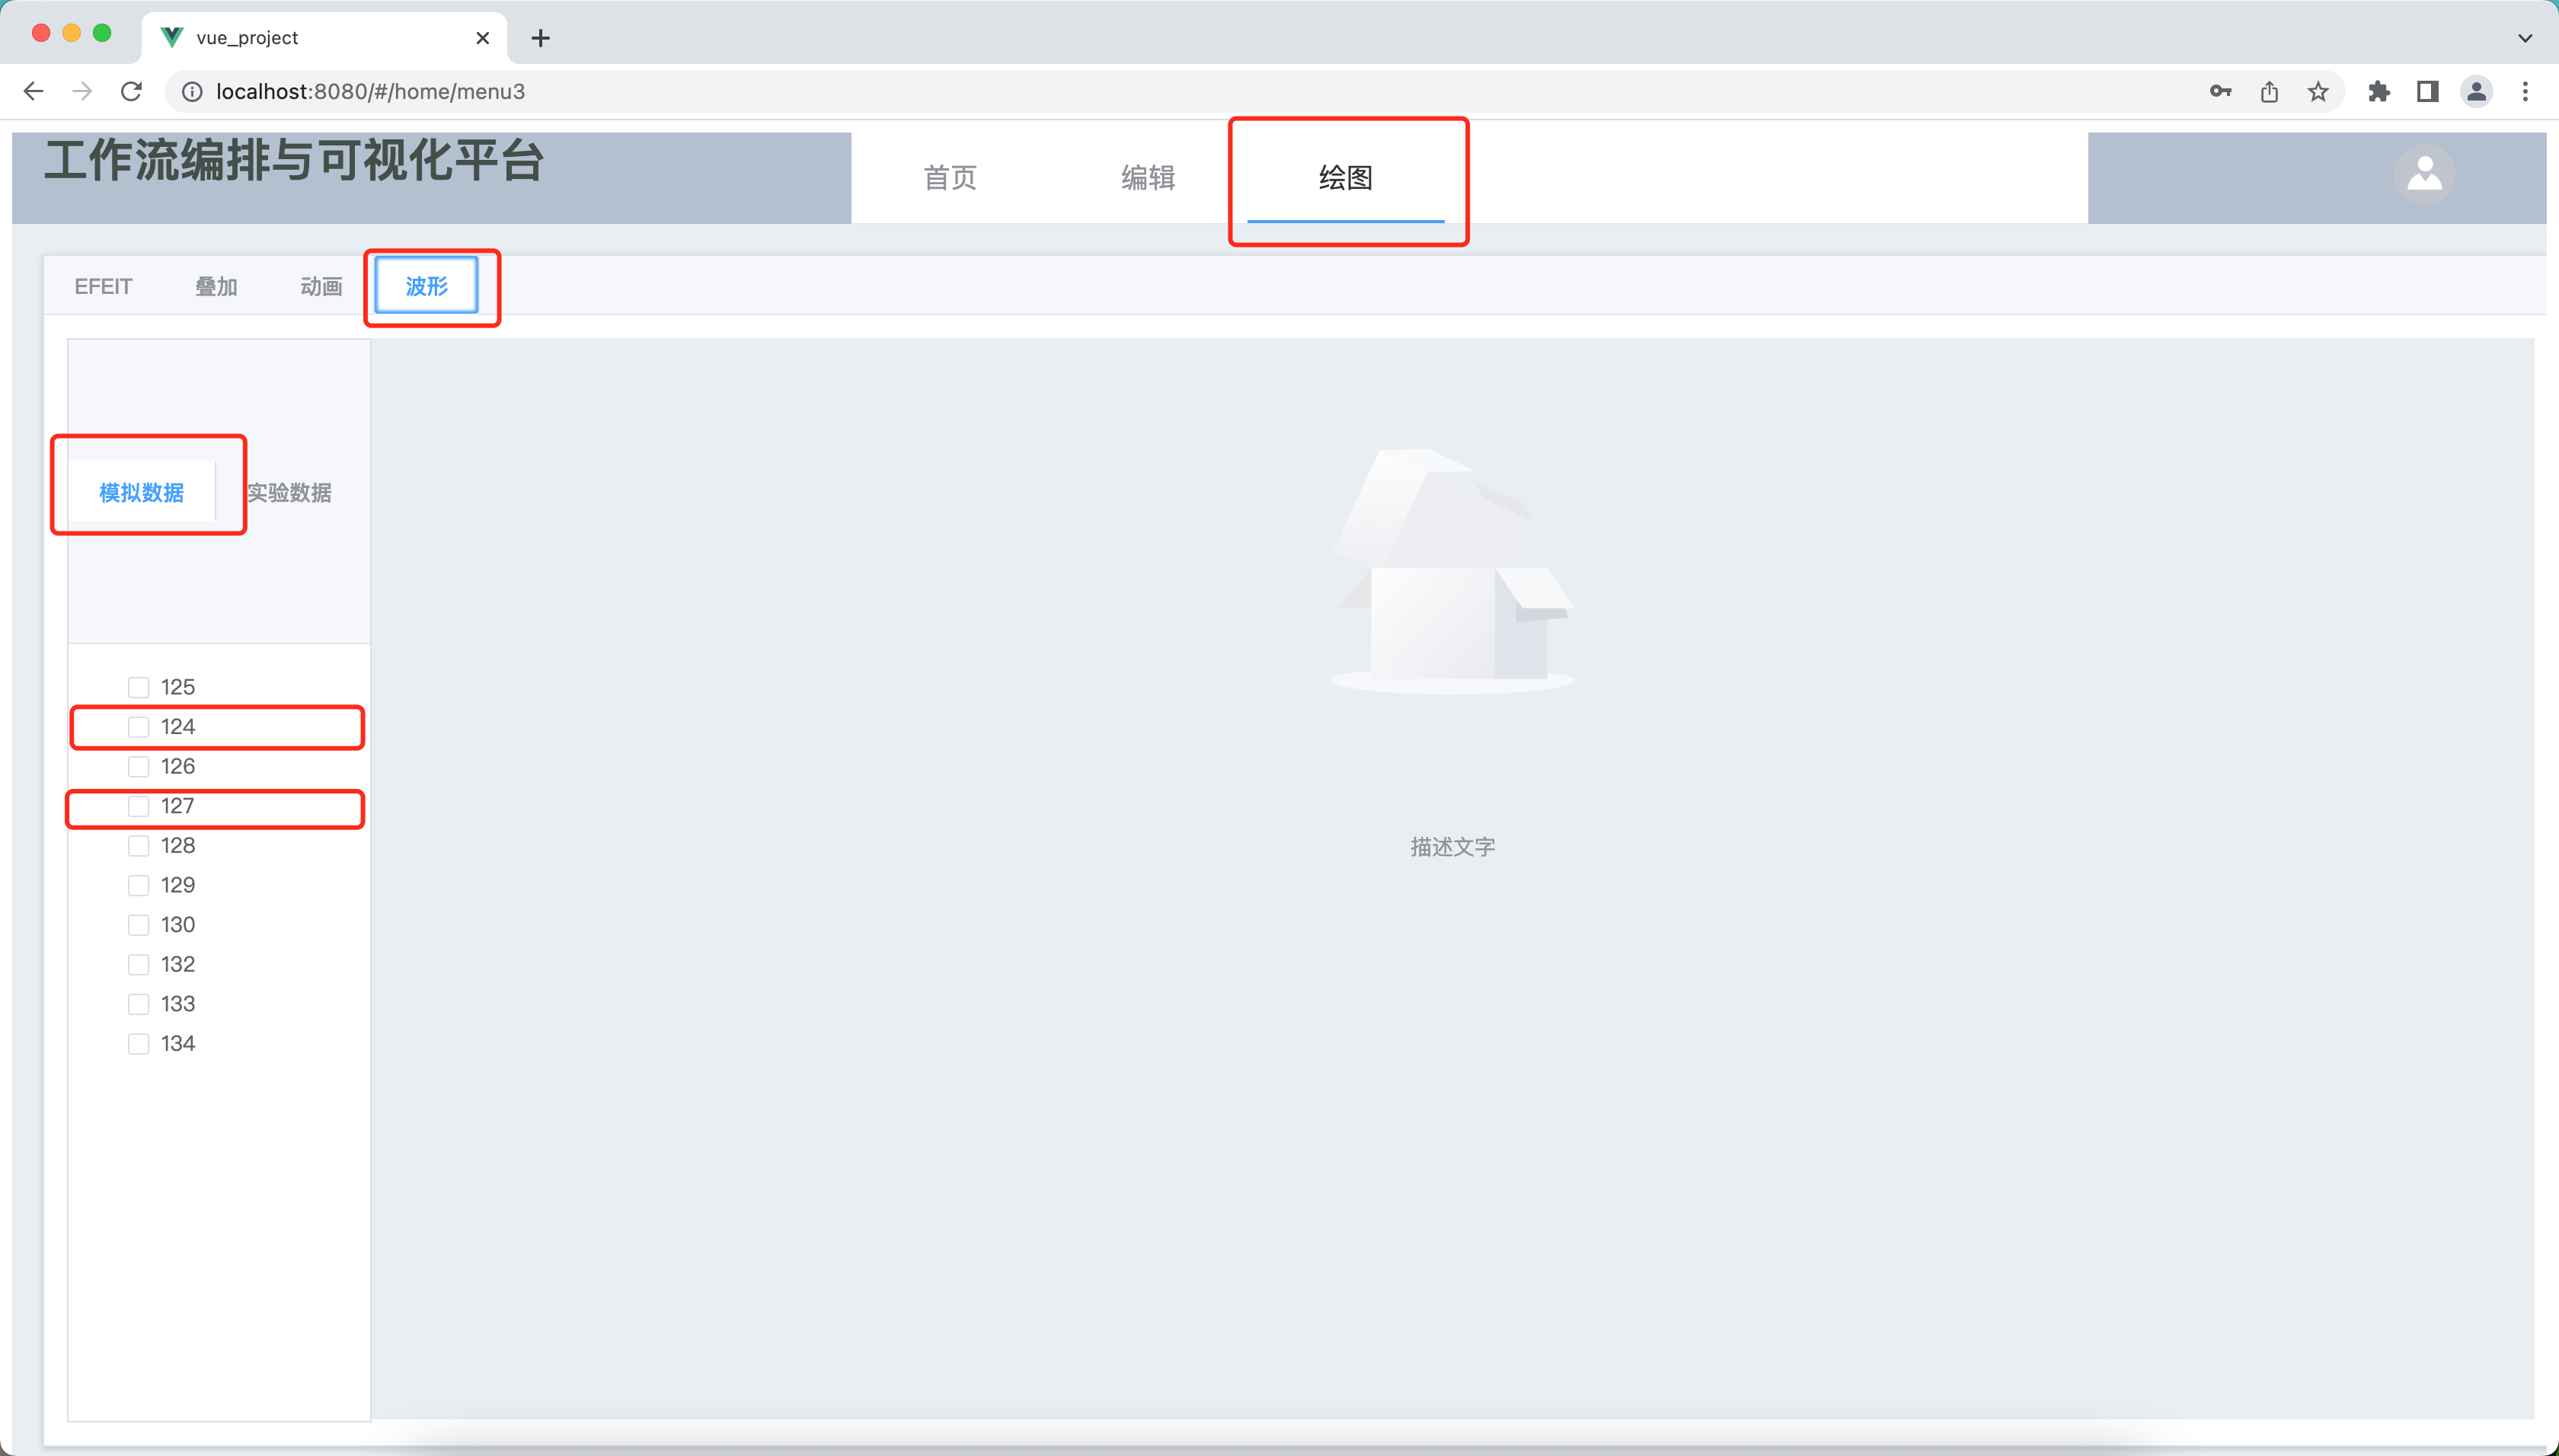 vue_project
localhost:8080/#/home/menu3
工作流编排与可视化平台
首页 编辑 绘图
EFEIT 叠加 动画 波形
模拟数据 实验数据
125
124
126
127
128
129
130
132
133
134
描述文字